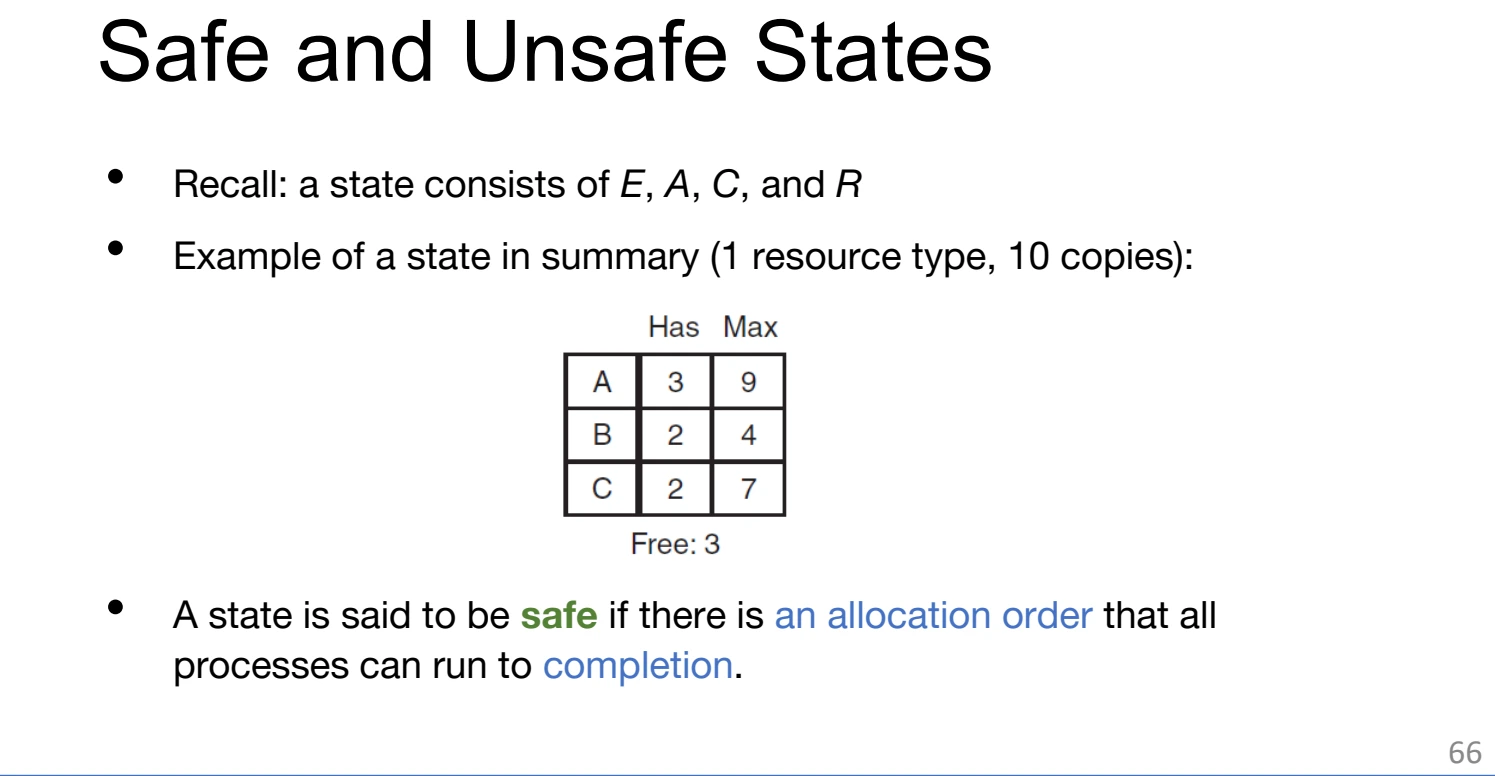 Safe and Unsafe States
• Recall: a state consists of E, A, C, and R
• Example of a state in summary (1 resource type, 10 copies):
Has Max
A 3 9
B 2 4
C 2 7
Free: 3
• A state is said to be safe if there is an allocation order that all
processes can run to completion.
66